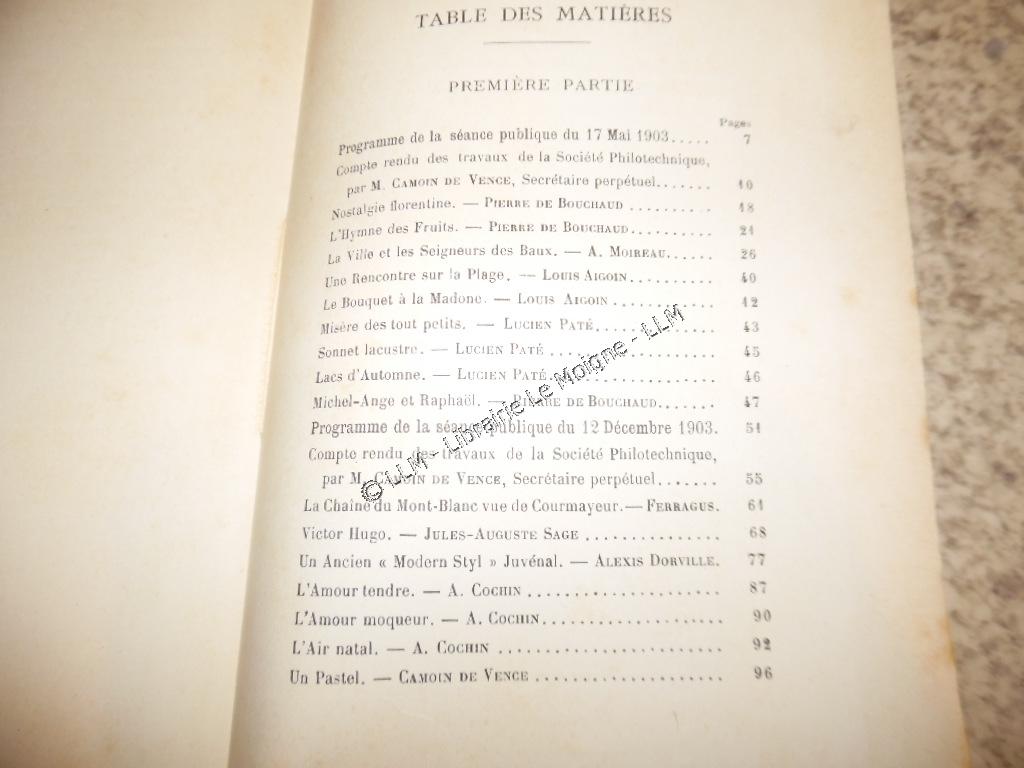 TABLE DES MATIÈRES
PREMIÈRE PARTIE
Pages
Programme de la séance publique du 17 Mai 1903..... 7
Compte rendu des travaux de la Société Philotechnique,
par M. CAMOIN DE VENCE, Secrétaire perpétuel....... 10
Nostalgie florentine. — PIERRE DE BOUCHAUD .......... 18
L'Hymne des Fruits. — PIERRE DE BOUCHAUD.......... 21
La Ville et les Seigneurs des Baux. — A. MOIREAU...... 26
Une Rencontre sur la Plage. — LOUIS AIGOIN.......... 40
Le Bouquet à la Madone. — LOUIS AIGOIN ............ 42
Misère des tout petits. — LUCIEN PATÉ.............. 43
Sonnet lacustre. — LUCIEN PATÉ .................... 45
Lacs d'Automne. — LUCIEN PATÉ.................... 46
Michel-Ange et Raphaël. — PIERRE DE BOUCHAUD....... 47
Programme de la séance publique du 12 Décembre 1903. 51
Compte rendu des travaux de la Société Philotechnique,
par M. CAMOIN DE VENCE, Secrétaire perpétuel....... 55
La Chaîne du Mont-Blanc vue de Courmayeur. — FERRAGUS. 61
Victor Hugo. — JULES-AUGUSTE SAGE ................ 68
Un Ancien « Modern Styl » Juvénal. — ALEXIS DORVILLE. 77
L'Amour tendre. — A. COCHIN ....................... 87
L'Amour moqueur. — A. COCHIN..................... 90
L'Air natal. — A. COCHIN .......................... 92
Un Pastel. — CAMOIN DE VENCE ...................... 96
© LLM - Librairie Le Moigne - LLM